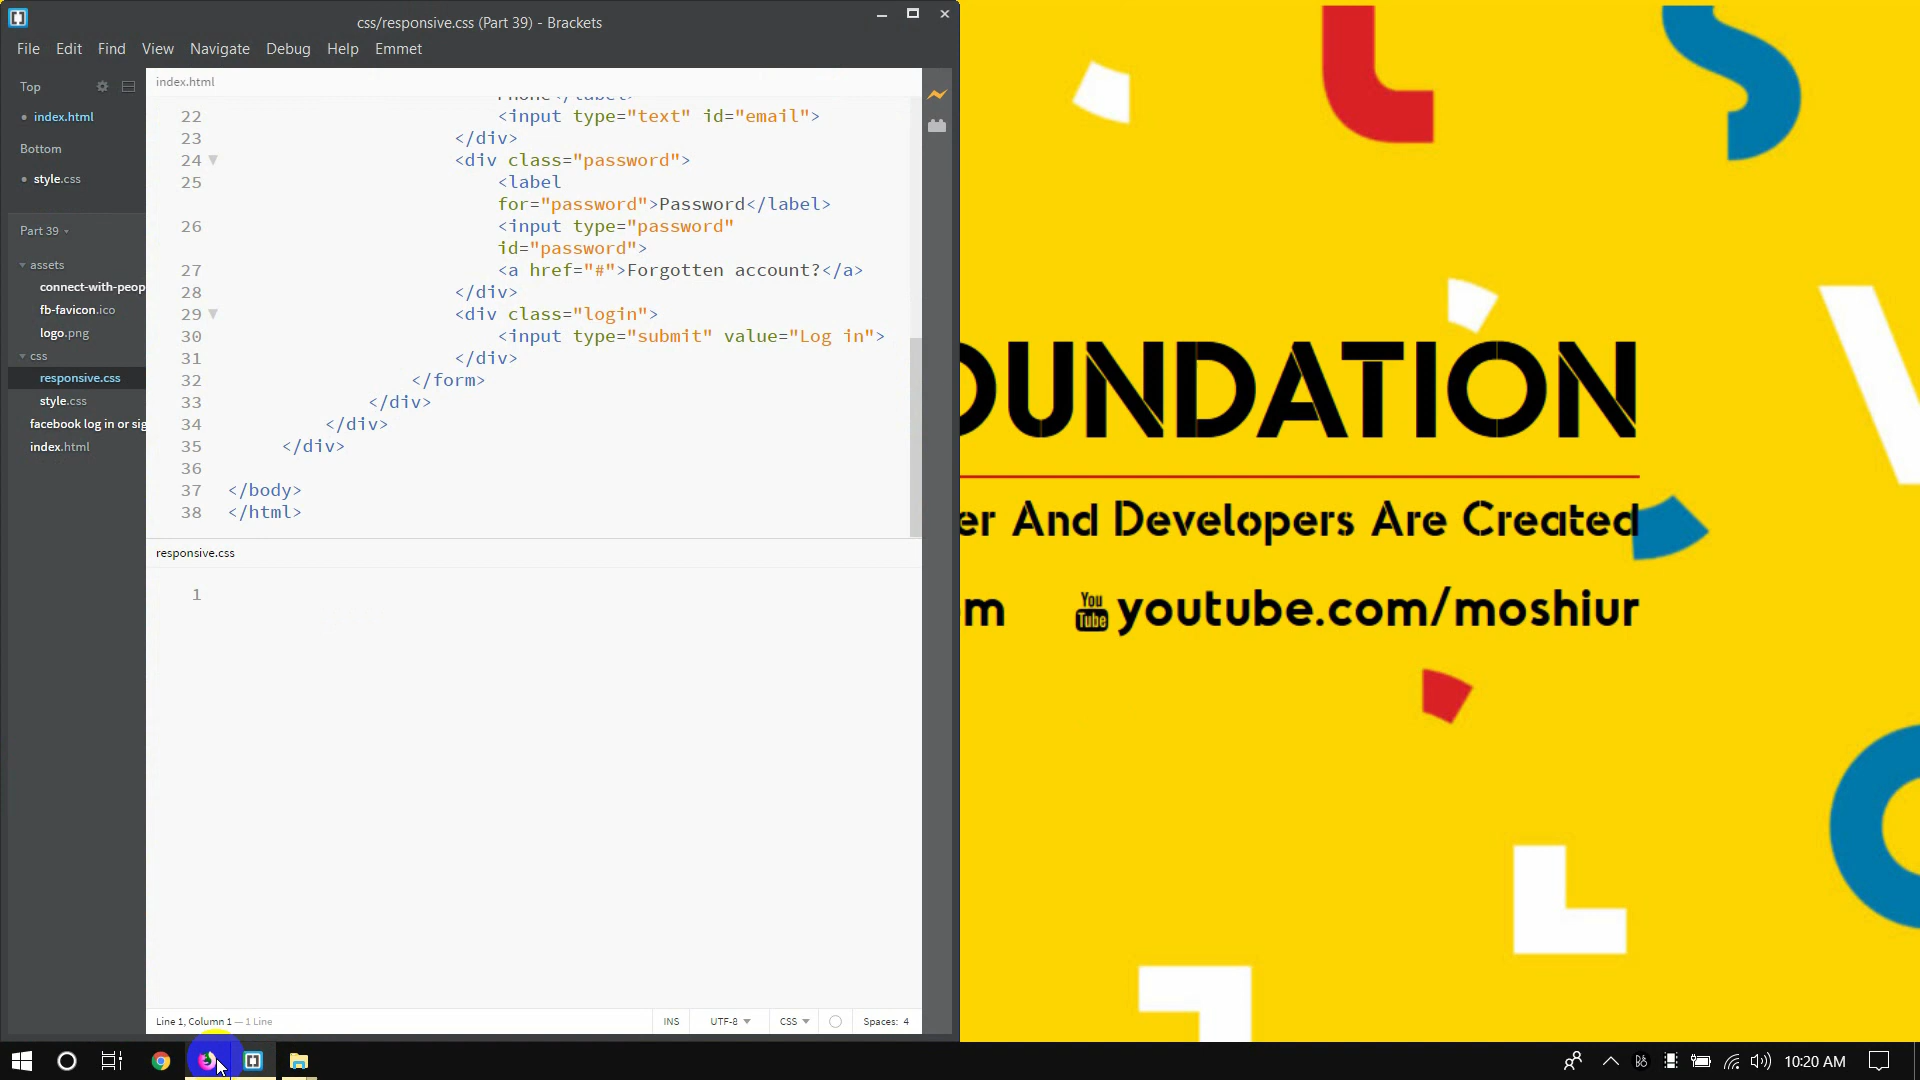 css/responsive.css (Part 39) - Brackets
File Edit Find View Navigate Debug Help Emmet
Top
index.html
Bottom
style.css
Part 39
assets
connect-with-peop
fb-favicon.ico
logo.png
css
responsive.css
style.css
facebook log in or sig
index.html
index.html
Phone</label>
22 <input type="text" id="email">
23 </div>
24 <div class="password">
25 <label
for="password">Password</label>
26 <input type="password"
id="password">
27 <a href="#">Forgotten account?</a>
28 </div>
29 <div class="login">
30 <input type="submit" value="Log in">
31 </div>
32 </form>
33 </div>
34 </div>
35 </div>
36
37 </body>
38 </html>
responsive.css
1
Line 1, Column 1 — 1 Line
INS UTF-8 CSS Spaces: 4
OUNDATION
er And Developers Are Created
om You Tube youtube.com/moshiur
10:20 AM